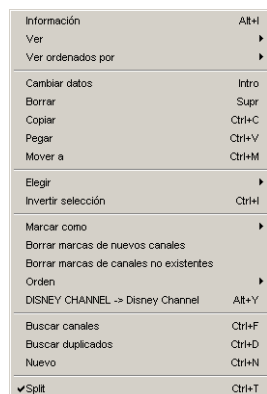 Información Alt+I
Ver
Ver ordenados por
Cambiar datos Intro
Borrar Supr
Copiar Ctrl+C
Pegar Ctrl+V
Mover a Ctrl+M
Elegir
Invertir selección Ctrl+I
Marcar como
Borrar marcas de nuevos canales
Borrar marcas de canales no existentes
Orden
DISNEY CHANNEL -> Disney Channel Alt+Y
Buscar canales Ctrl+F
Buscar duplicados Ctrl+D
Nuevo Ctrl+N
Split Ctrl+T